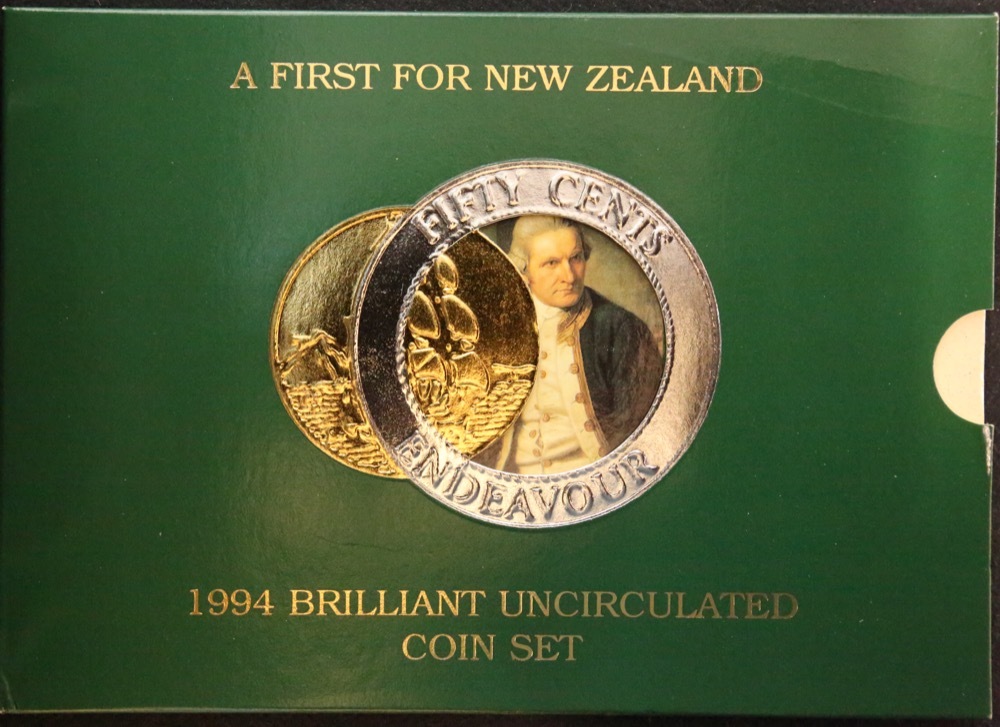 A FIRST FOR NEW ZEALAND
FIFTY CENTS
ENDEAVOUR
1994 BRILLIANT UNCIRCULATED
COIN SET